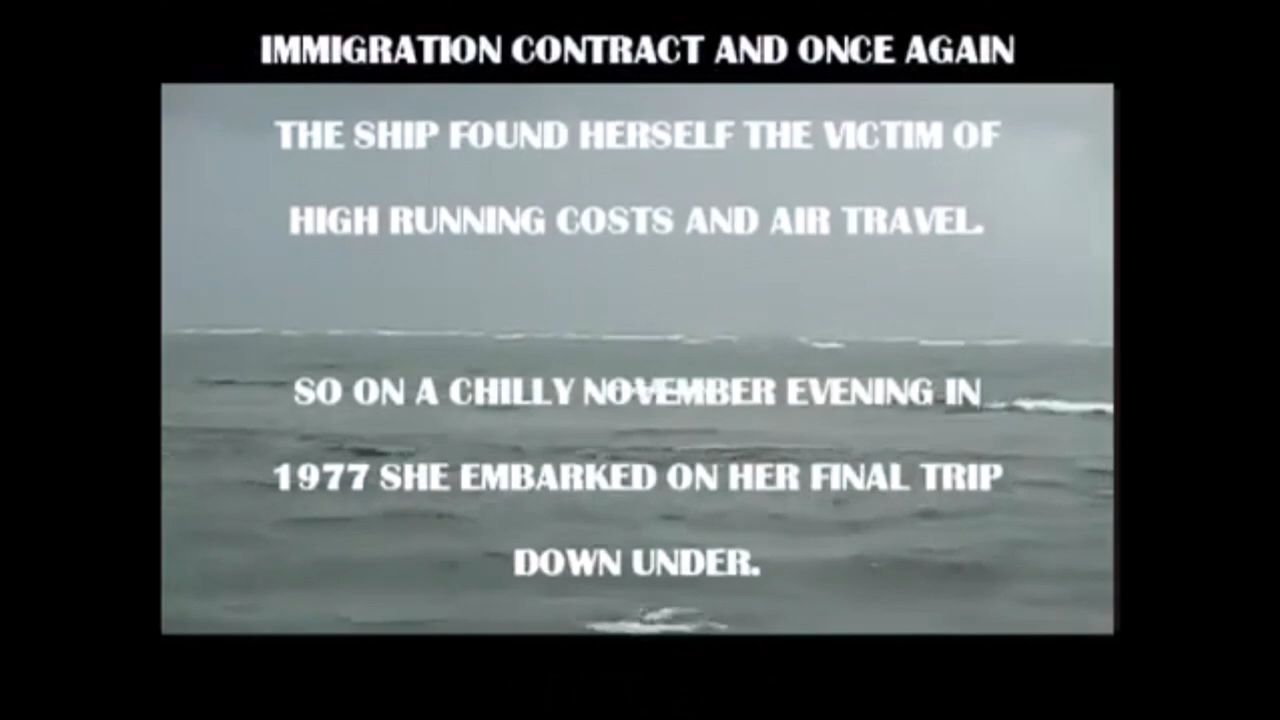 IMMIGRATION CONTRACT AND ONCE AGAIN
THE SHIP FOUND HERSELF THE VICTIM OF
HIGH RUNNING COSTS AND AIR TRAVEL.
SO ON A CHILLY NOVEMBER EVENING IN
1977 SHE EMBARKED ON HER FINAL TRIP
DOWN UNDER.